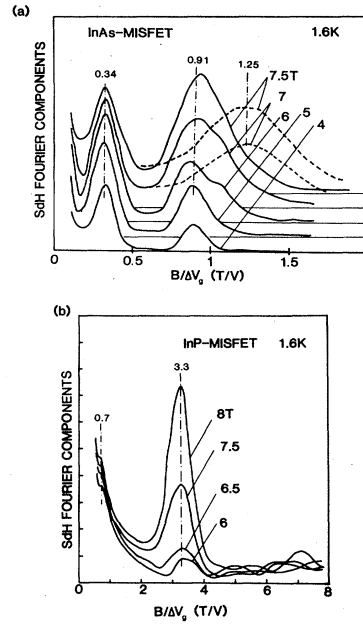 (a)
InAs-MISFET 1.6K
0.34
0.91
1.25
7.5T
7
6
5
4
SdH FOURIER COMPONENTS
0 0.5 1.0 1.5
B/ΔVg (T/V)
(b)
InP-MISFET 1.6K
3.3
0.7
8T
7.5
6.5
6
SdH FOURIER COMPONENTS
0 2 4 6 8
B/ΔVg (T/V)